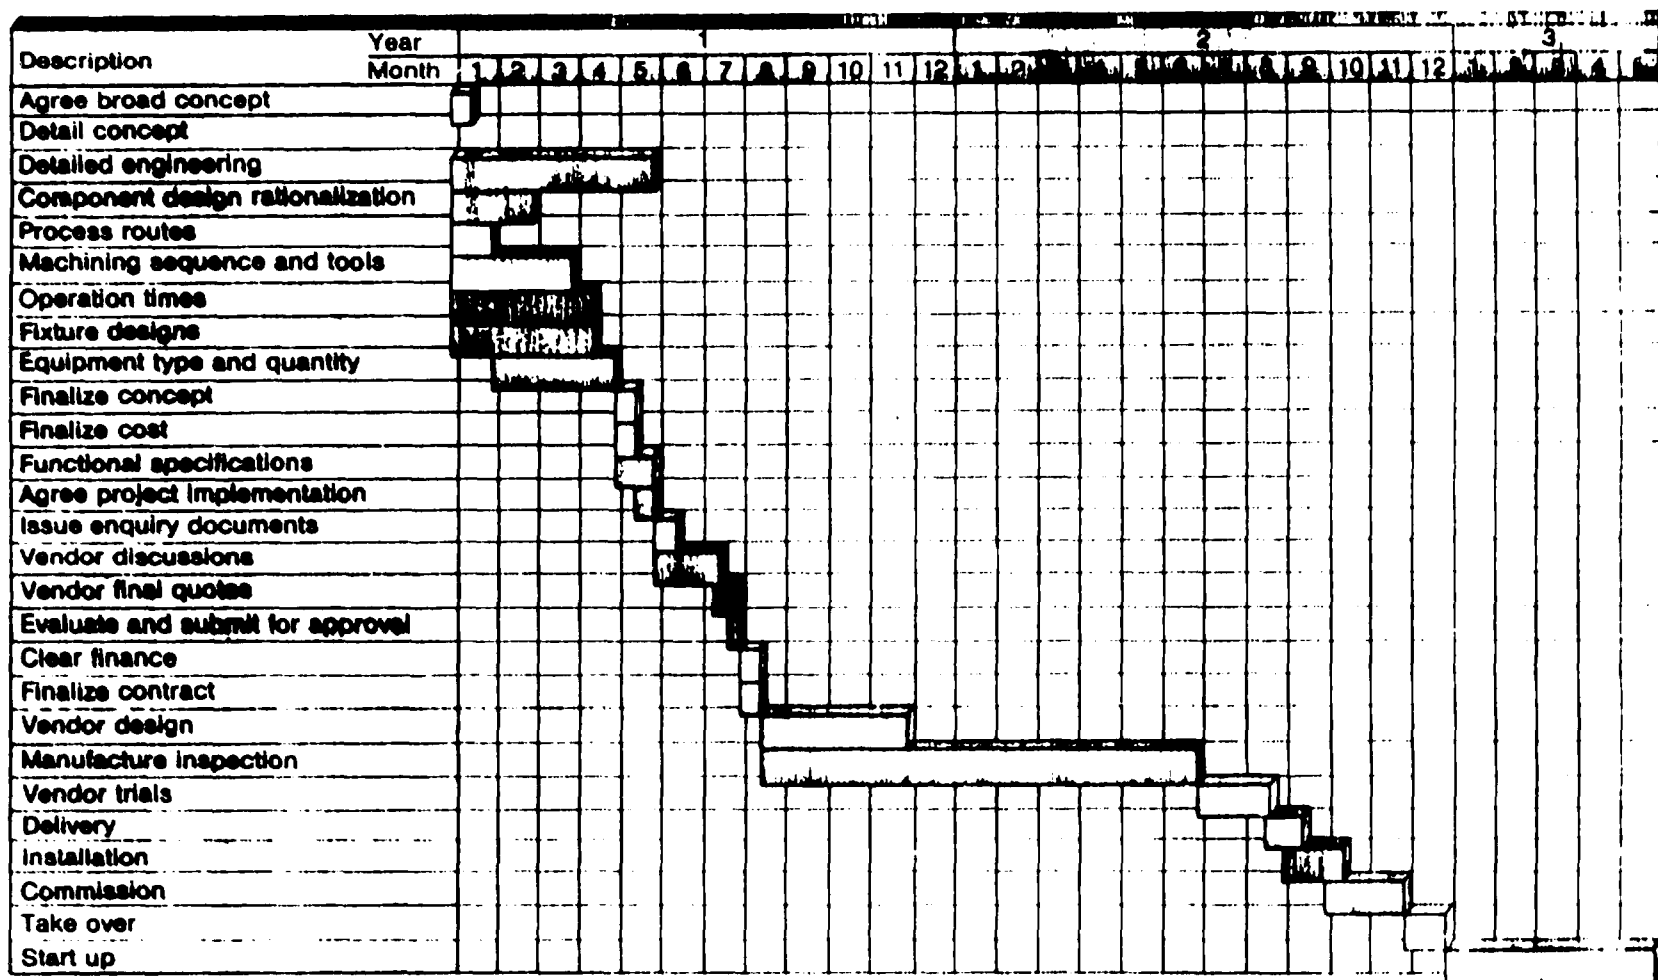 Year 1 2 3
Description
Month 1 2 3 4 5 6 7 8 9 10 11 12 1 2 8 9 10 11 12 4
Agree broad concept
Detail concept
Detailed engineering
Component design rationalization
Process routes
Machining sequence and tools
Operation times
Fixture designs
Equipment type and quantity
Finalize concept
Finalize cost
Functional specifications
Agree project implementation
Issue enquiry documents
Vendor discussions
Vendor final quotes
Evaluate and submit for approval
Clear finance
Finalize contract
Vendor design
Manufacture inspection
Vendor trials
Delivery
Installation
Commission
Take over
Start up